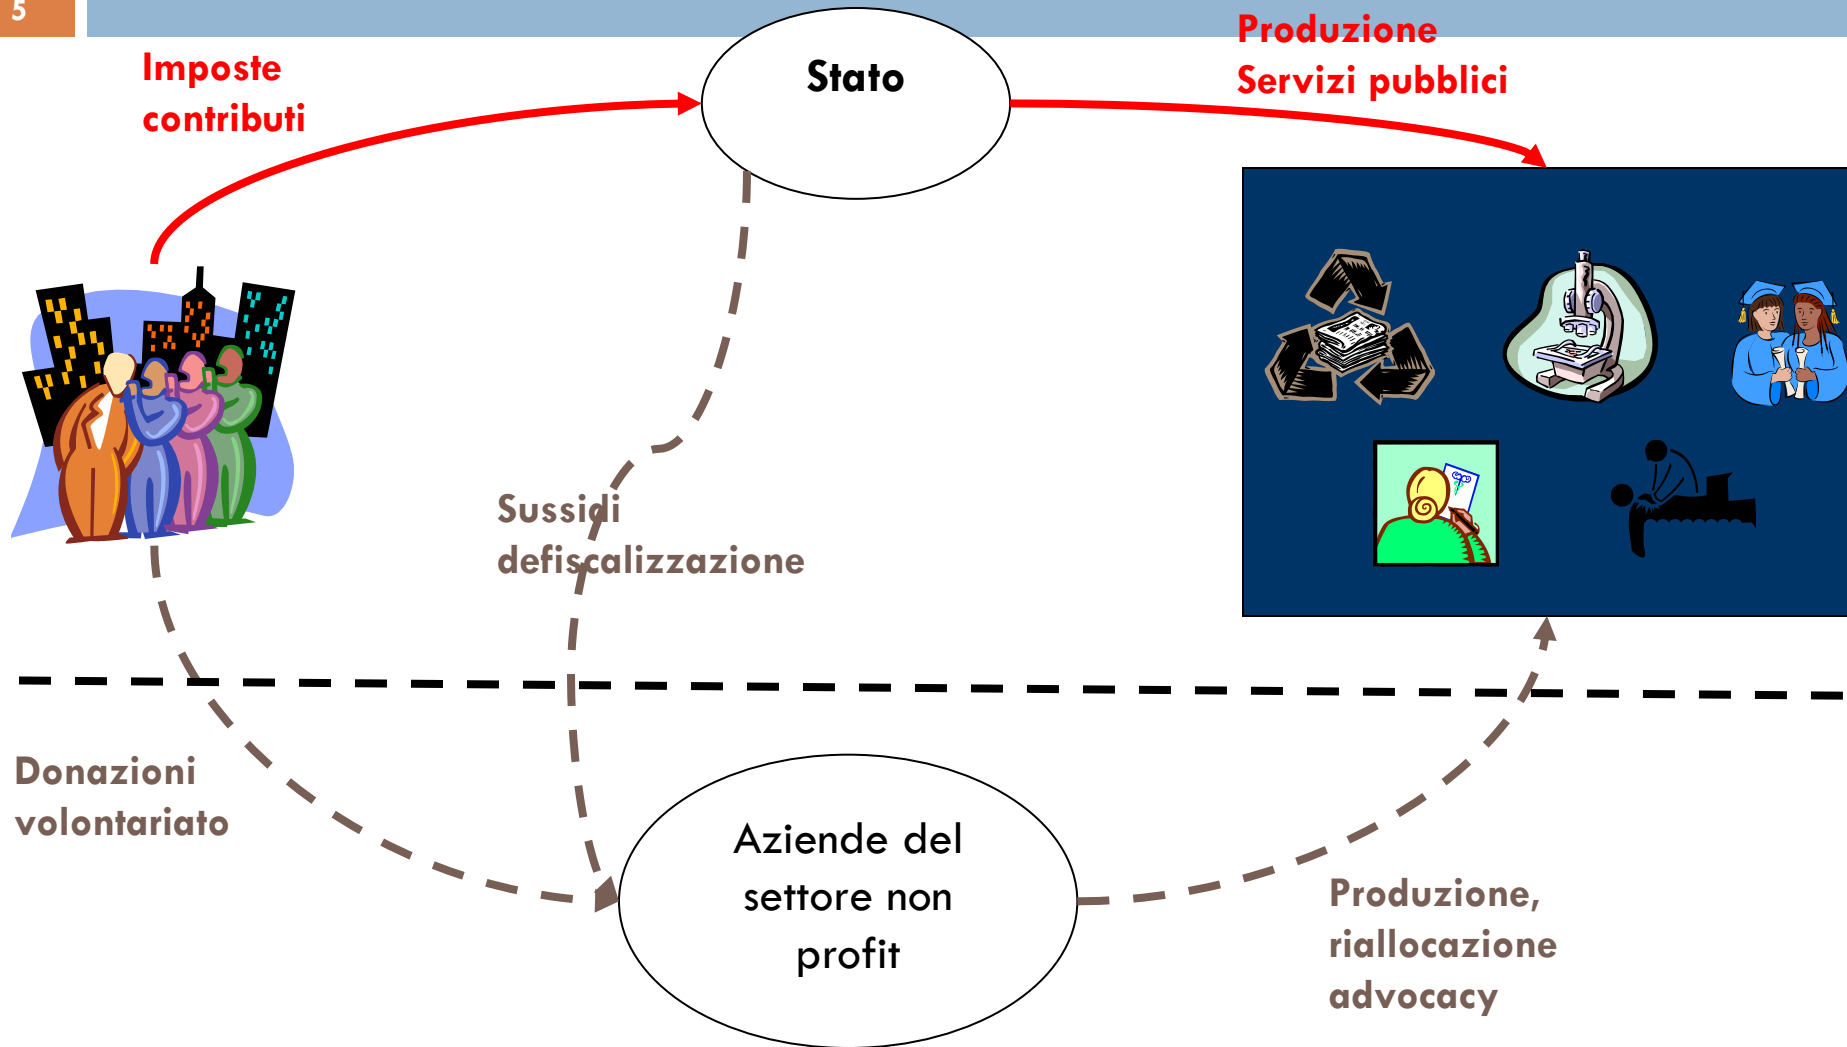 5
Imposte
contributi
Stato
Produzione
Servizi pubblici
Sussidi
defiscalizzazione
Donazioni
volontariato
Aziende del
settore non
profit
Produzione,
riallocazione
advocacy